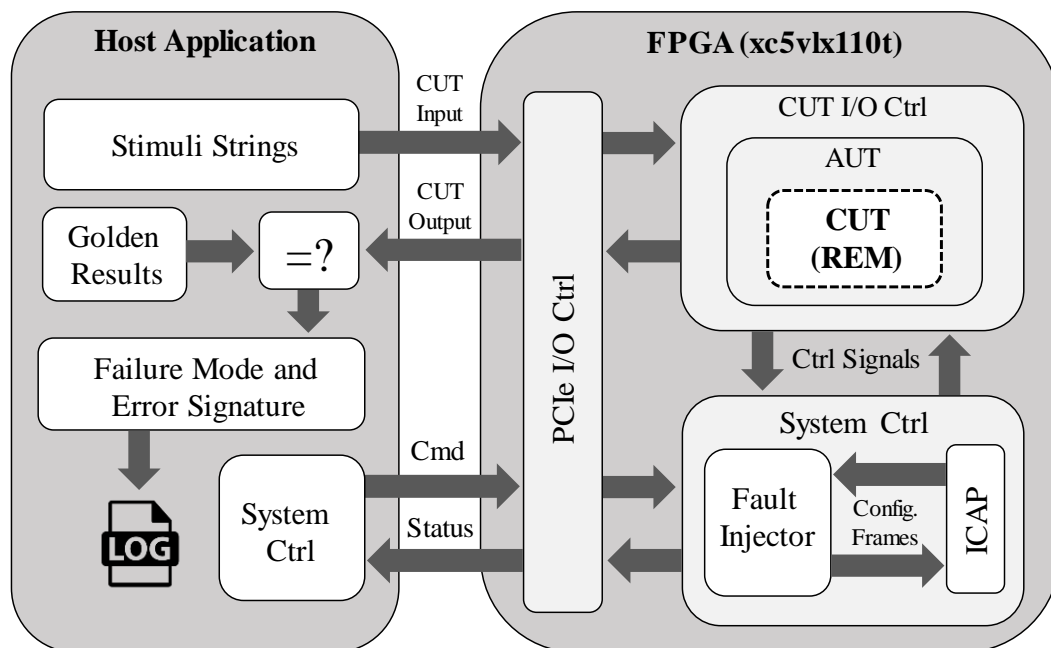 Host Application
Stimuli Strings
Golden
Results
=?
Failure Mode and
Error Signature
LOG
System
Ctrl
CUT
Input
CUT
Output
Cmd
Status
FPGA (xc5vlx110t)
PCIe I/O Ctrl
CUT I/O Ctrl
AUT
CUT
(REM)
Ctrl Signals
System Ctrl
Fault
Injector
Config.
Frames
ICAP